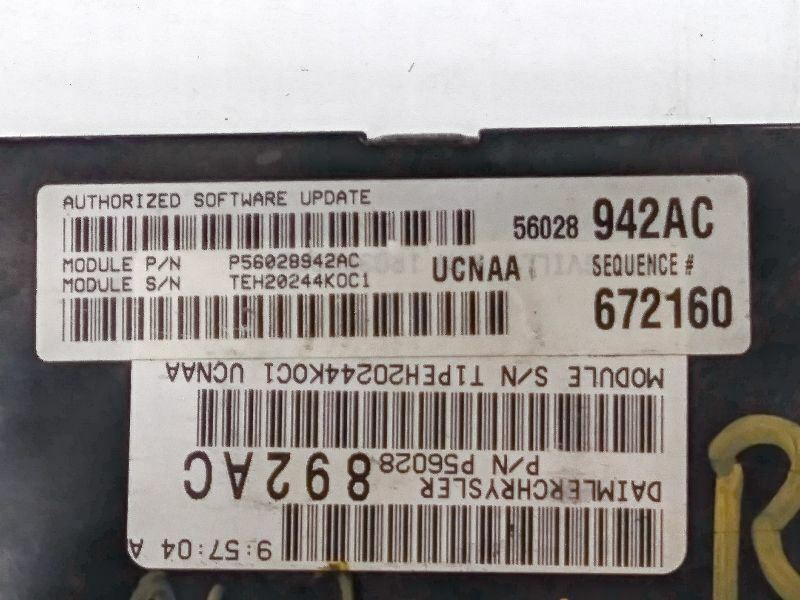 AUTHORIZED SOFTWARE UPDATE
56028 942AC
MODULE P/N P56028942AC
MODULE S/N TEH20244K0C1
UCNAA
SEQUENCE #
672160
MODULE S/N T1PEH20244K0C1 UCNAA
P/N P56028
892AC
DAIMLERCHRYSLER
9:57:04 A
R